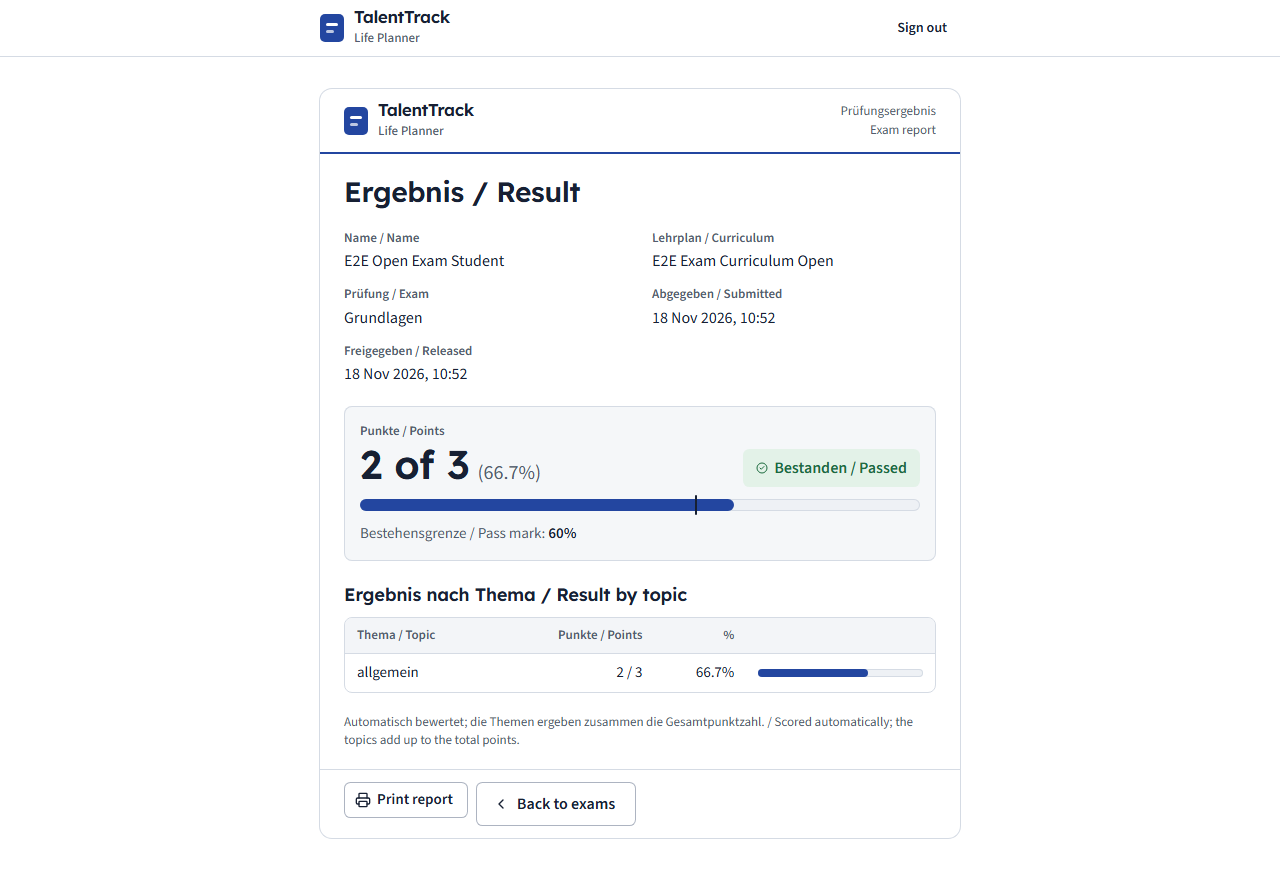 TalentTrack
Life Planner
Sign out
TalentTrack
Life Planner
Prüfungsergebnis
Exam report
Ergebnis / Result
Name / Name
E2E Open Exam Student
Lehrplan / Curriculum
E2E Exam Curriculum Open
Prüfung / Exam
Grundlagen
Abgegeben / Submitted
18 Nov 2026, 10:52
Freigegeben / Released
18 Nov 2026, 10:52
Punkte / Points
2 of 3 (66.7%)
Bestanden / Passed
Bestehensgrenze / Pass mark: 60%
Ergebnis nach Thema / Result by topic
Thema / Topic Punkte / Points %
allgemein 2 / 3 66.7%
Automatisch bewertet; die Themen ergeben zusammen die Gesamtpunktzahl. / Scored automatically; the
topics add up to the total points.
Print report
Back to exams